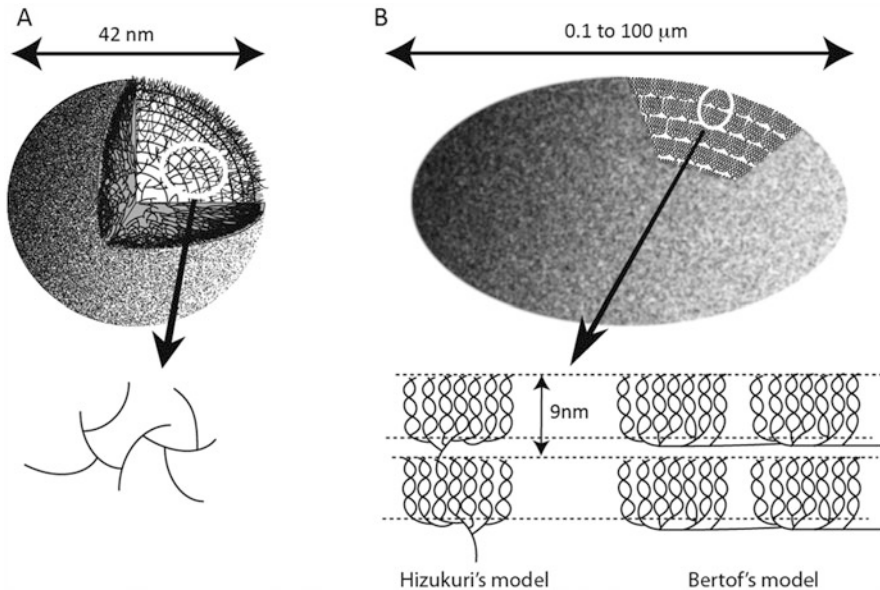 A
42 nm
B
0.1 to 100 μm
9nm
Hizukuri's model
Bertof's model